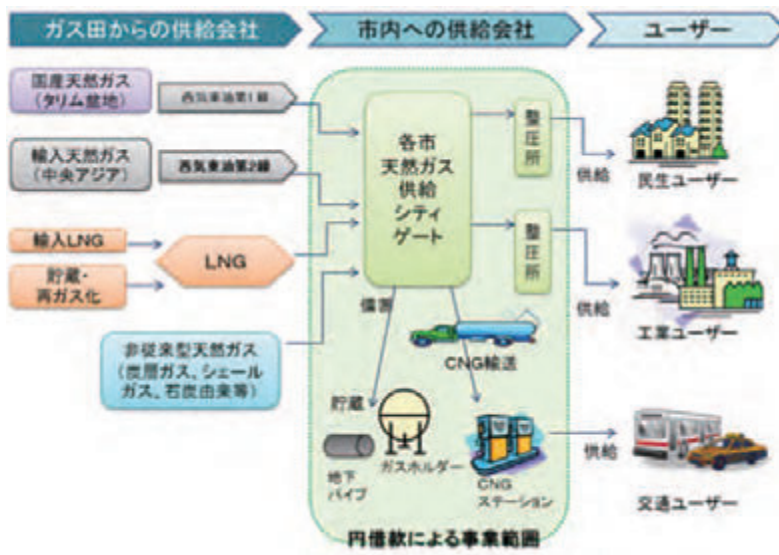 ガス田からの供給会社
市内への供給会社
ユーザー
国産天然ガス
(タリム盆地)
西気東輸第1線
輸入天然ガス
(中央アジア)
西気東輸第2線
輸入LNG
貯蔵・
再ガス化
LNG
非従来型天然ガス
(炭層ガス、シェール
ガス、石炭由来等)
各市
天然ガス
供給
シティ
ゲート
整圧所
整圧所
供給
民生ユーザー
供給
工業ユーザー
CNG輸送
貯蔵
地下
パイプ
ガスホルダー
CNG
ステーション
供給
交通ユーザー
円借款による事業範囲